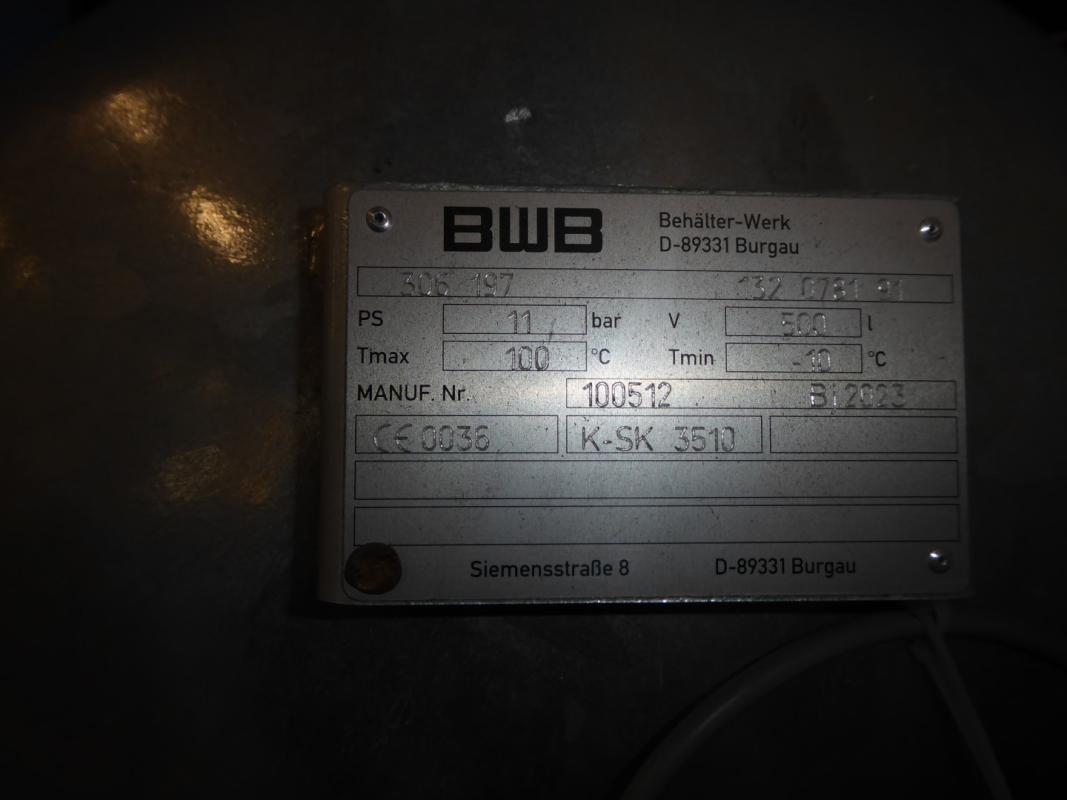 BWB Behälter-Werk
D-89331 Burgau
306 197 132 0781 91
PS 11 bar V 500 l
Tmax 100 °C Tmin -10 °C
MANUF. Nr. 100512 Bj 2023
CE 0036 K-SK 3510
Siemensstraße 8 D-89331 Burgau